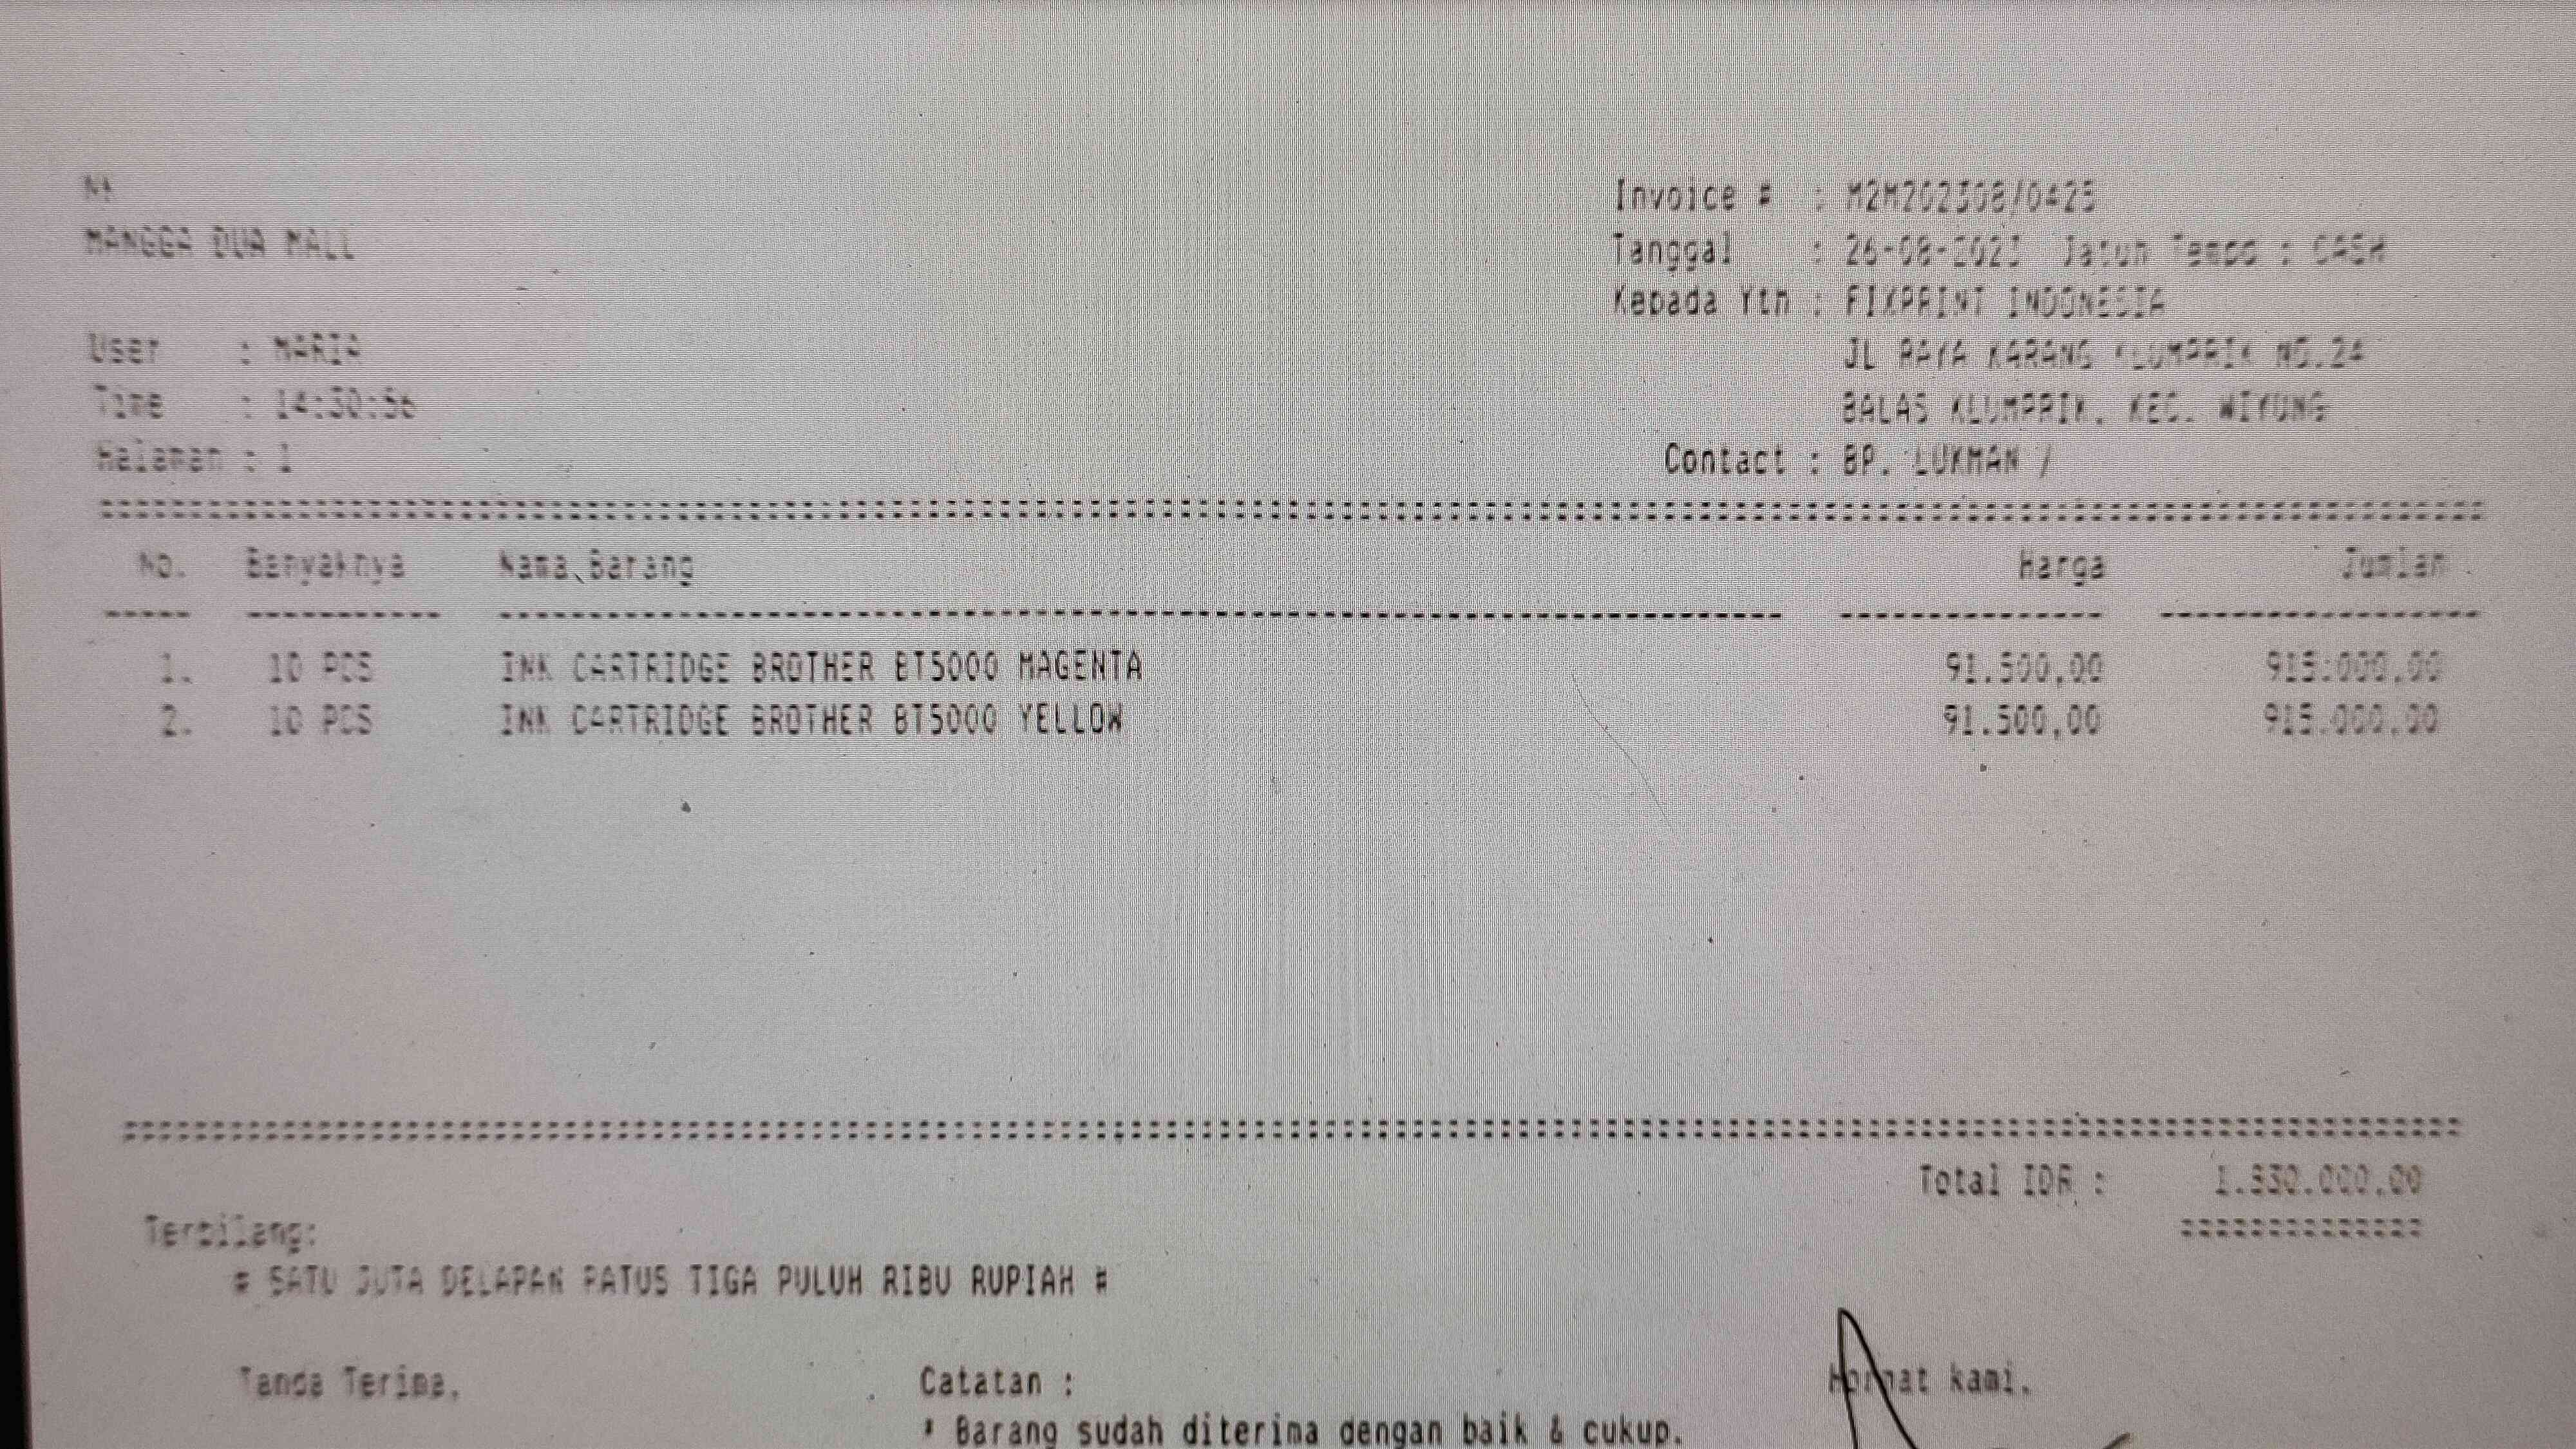 MANGGA DUA MALL
Invoice # : M2M202308/0425
Tanggal : 26-08-2023 Jatuh Tempo : CASH
Kepada Yth : FIXPRINT INDONESIA
User : MARIA
JL RAYA KARANG KLUMPRIK NO.24
Time : 14:30:56
BALAS KLUMPRIK, KEC. WIYUNG
Halaman : 1
Contact : BP. LUKMAN /
No. Banyaknya Nama Barang Harga Jumlah
1. 10 PCS INK CARTRIDGE BROTHER BT5000 MAGENTA 91.500,00 915.000,00
2. 10 PCS INK CARTRIDGE BROTHER BT5000 YELLOW 91.500,00 915.000,00
Total IDR : 1.830.000,00
Terbilang:
# SATU JUTA DELAPAN RATUS TIGA PULUH RIBU RUPIAH #
Tanda Terima, Catatan : Hormat kami,
* Barang sudah diterima dengan baik & cukup.